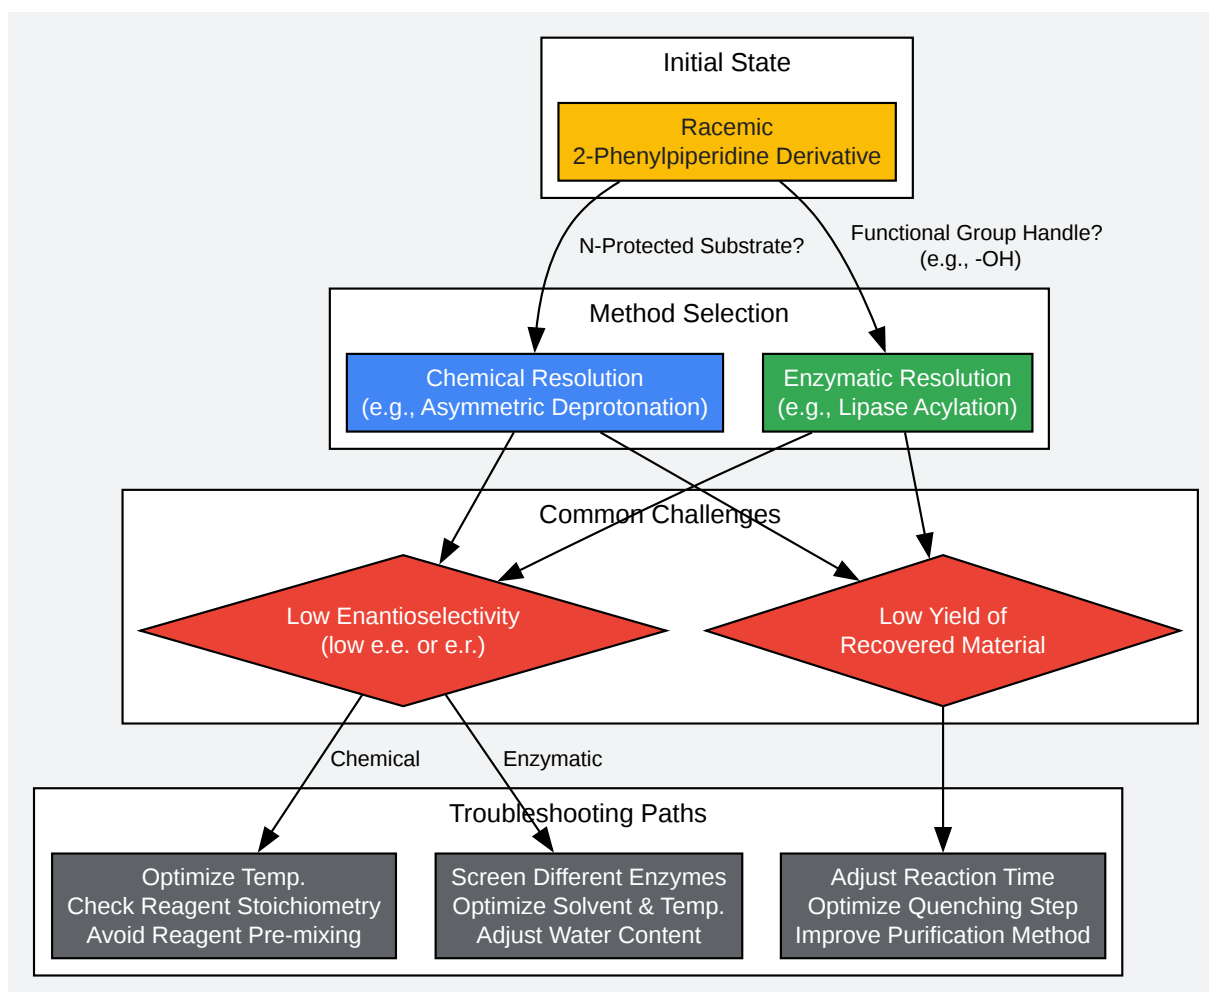 Initial State
Racemic
2-Phenylpiperidine Derivative
N-Protected Substrate?
Functional Group Handle?
(e.g., -OH)
Method Selection
Chemical Resolution
(e.g., Asymmetric Deprotonation)
Enzymatic Resolution
(e.g., Lipase Acylation)
Common Challenges
Low Enantioselectivity
(low e.e. or e.r.)
Low Yield of
Recovered Material
Chemical
Enzymatic
Troubleshooting Paths
Optimize Temp.
Check Reagent Stoichiometry
Avoid Reagent Pre-mixing
Screen Different Enzymes
Optimize Solvent & Temp.
Adjust Water Content
Adjust Reaction Time
Optimize Quenching Step
Improve Purification Method